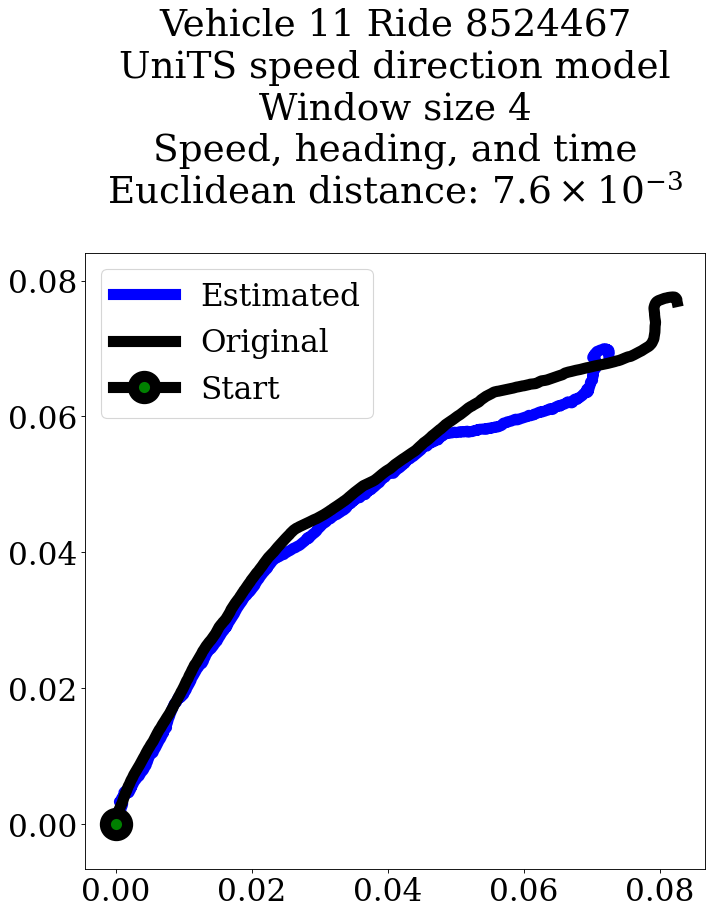 Vehicle 11 Ride 8524467
UniTS speed direction model
Window size 4
Speed, heading, and time
Euclidean distance: 7.6 × 10⁻³
Estimated
Original
Start
0.08
0.06
0.04
0.02
0.00
0.00 0.02 0.04 0.06 0.08